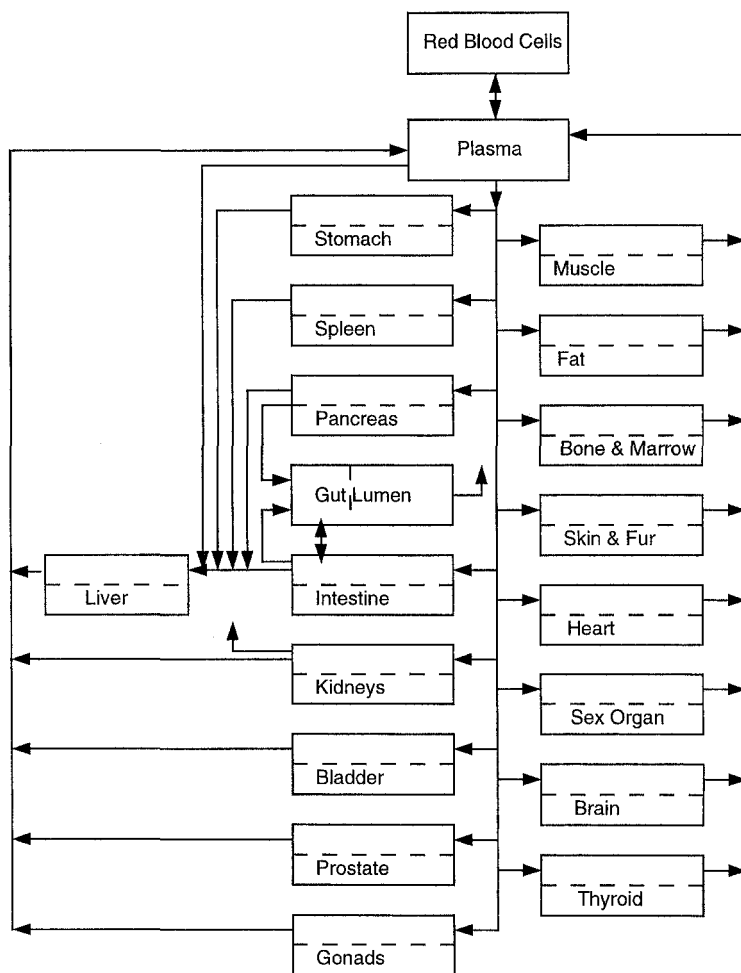 Red Blood Cells
Plasma
Stomach
Muscle
Spleen
Fat
Pancreas
Bone & Marrow
Gut Lumen
Skin & Fur
Liver
Intestine
Heart
Kidneys
Sex Organ
Bladder
Brain
Prostate
Thyroid
Gonads